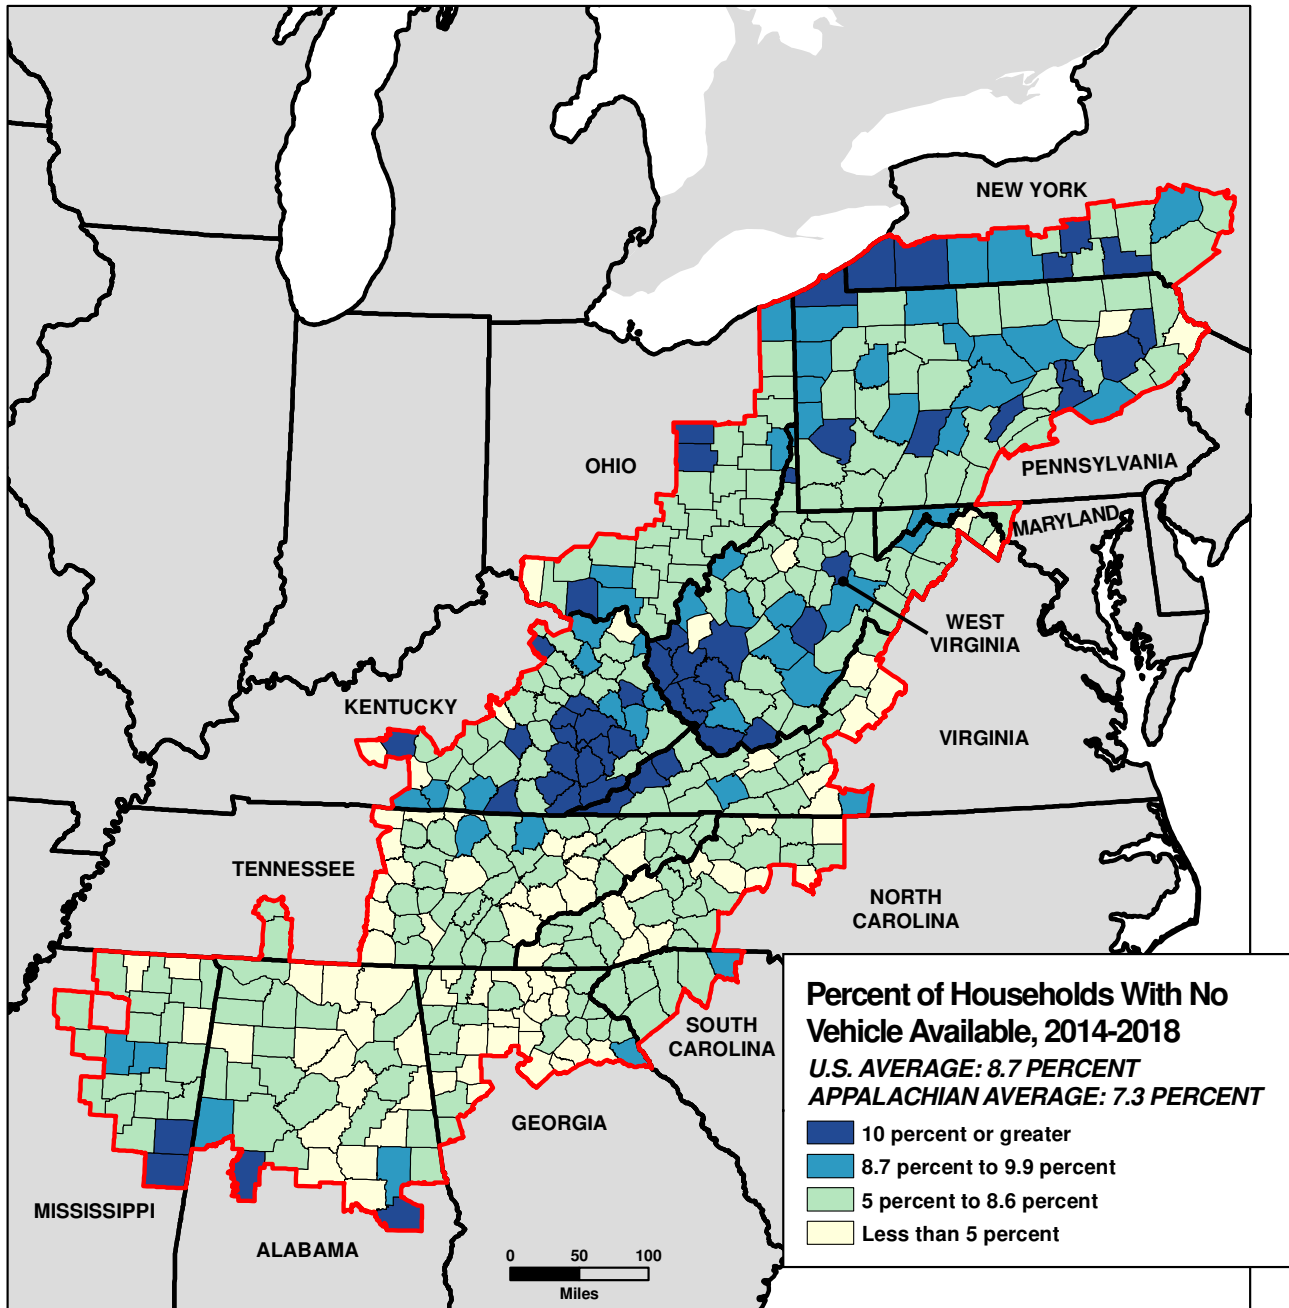 NEW YORK
OHIO
PENNSYLVANIA
MARYLAND
WEST
VIRGINIA
KENTUCKY
VIRGINIA
TENNESSEE
NORTH
CAROLINA
SOUTH
CAROLINA
GEORGIA
MISSISSIPPI
ALABAMA
0 50 100
Miles
Percent of Households With No
Vehicle Available, 2014-2018
U.S. AVERAGE: 8.7 PERCENT
APPALACHIAN AVERAGE: 7.3 PERCENT
10 percent or greater
8.7 percent to 9.9 percent
5 percent to 8.6 percent
Less than 5 percent